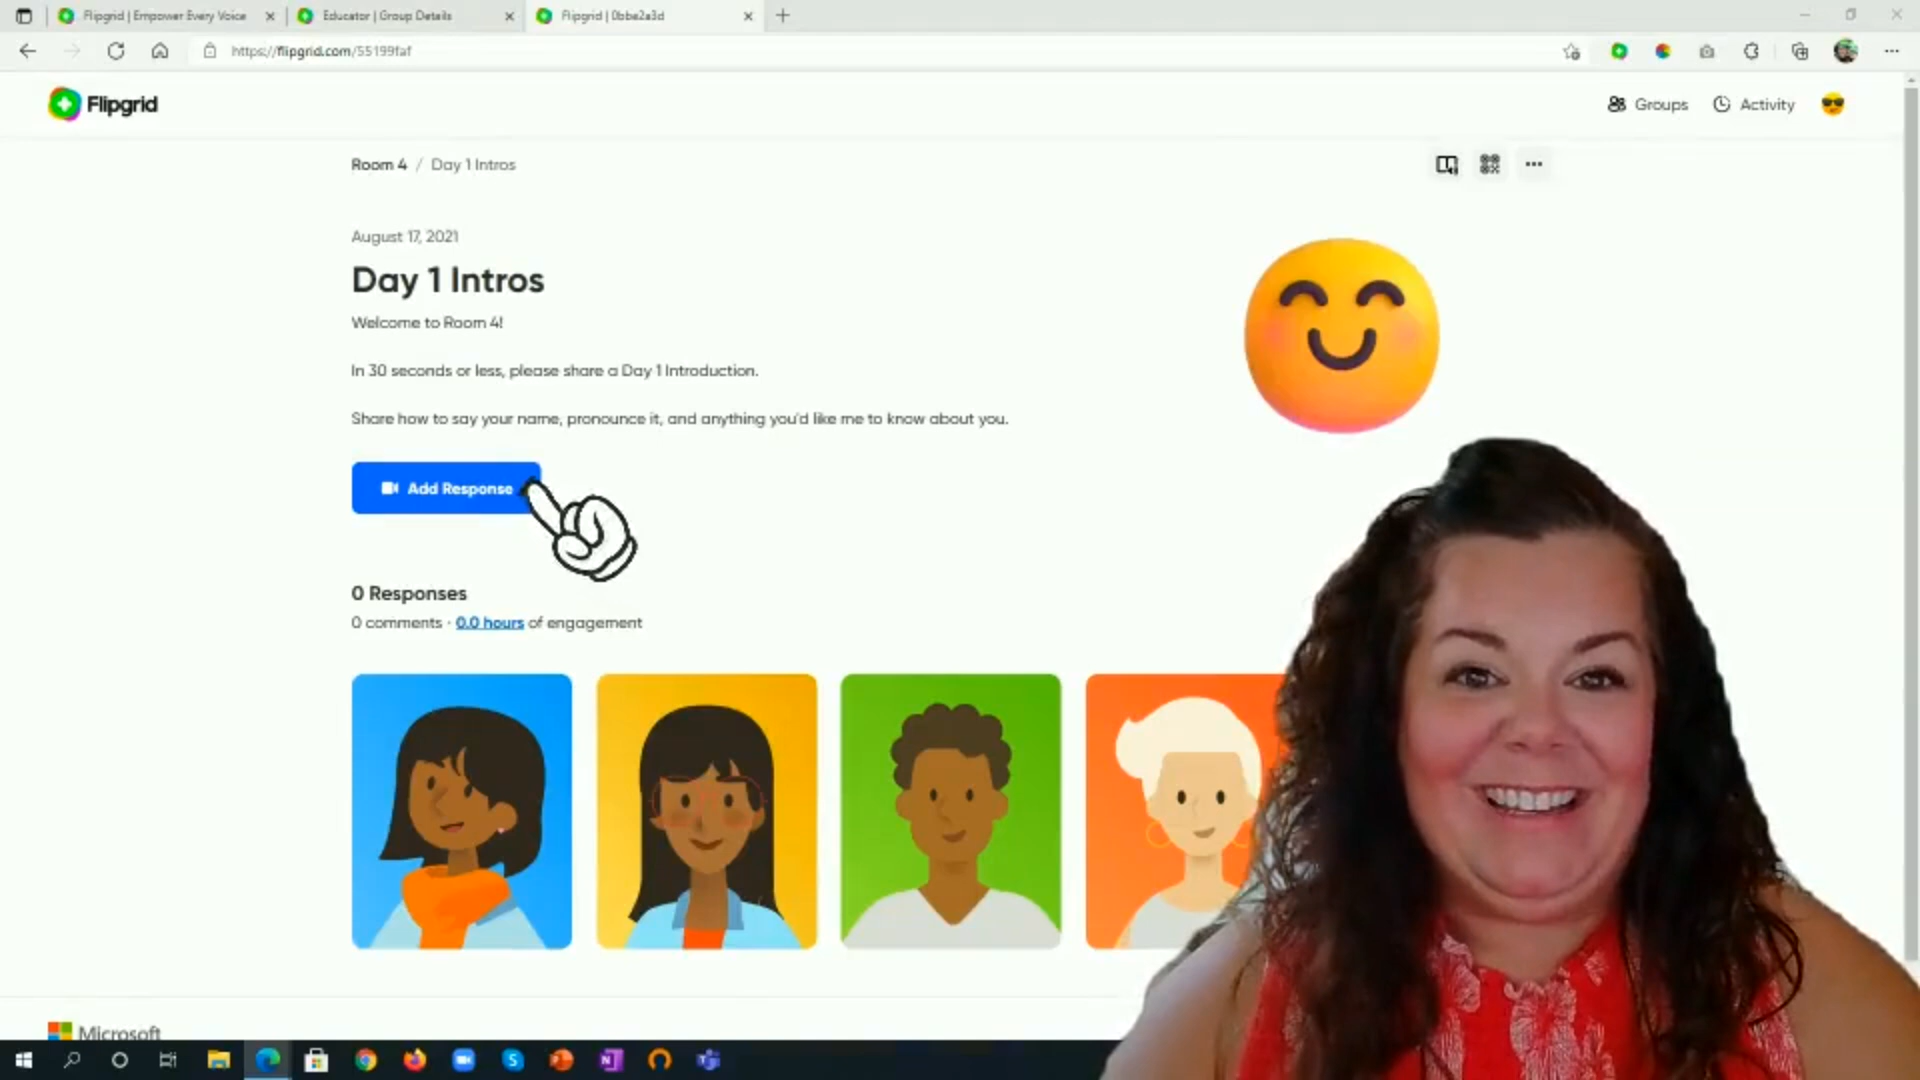 Flipgrid | Empower Every Voice
Educator | Group Details
Flipgrid | 0bbe2a3d
https://flipgrid.com/55199faf
Flipgrid
Groups
Activity
Room 4 / Day 1 Intros
August 17, 2021
Day 1 Intros
Welcome to Room 4!
In 30 seconds or less, please share a Day 1 Introduction.
Share how to say your name, pronounce it, and anything you'd like me to know about you.
Add Response
0 Responses
0 comments · 0.0 hours of engagement
Microsoft